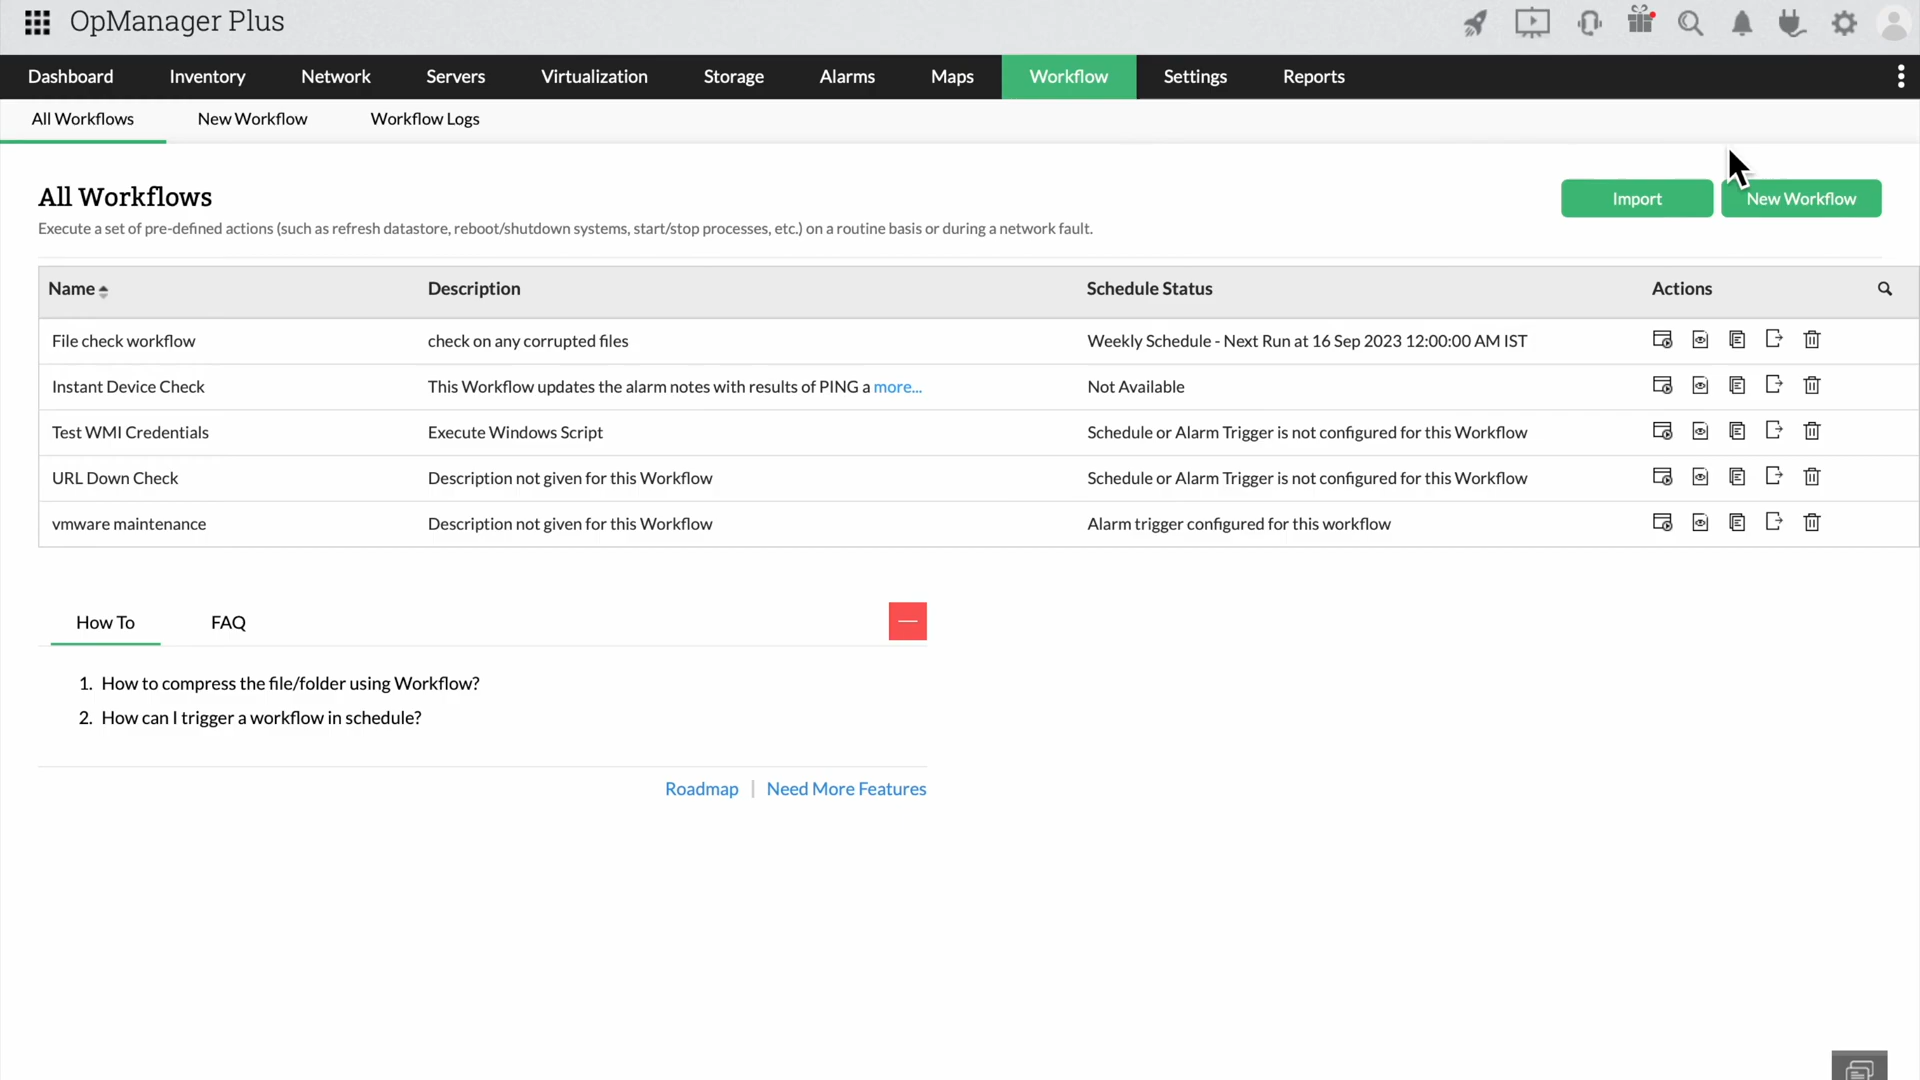 OpManager Plus
Dashboard Inventory Network Servers Virtualization Storage Alarms Maps Workflow Settings Reports
All Workflows New Workflow Workflow Logs
All Workflows
Import New Workflow
Execute a set of pre-defined actions (such as refresh datastore, reboot/shutdown systems, start/stop processes, etc.) on a routine basis or during a network fault.
Name Description Schedule Status Actions
File check workflow check on any corrupted files Weekly Schedule - Next Run at 16 Sep 2023 12:00:00 AM IST
Instant Device Check This Workflow updates the alarm notes with results of PING a more... Not Available
Test WMI Credentials Execute Windows Script Schedule or Alarm Trigger is not configured for this Workflow
URL Down Check Description not given for this Workflow Schedule or Alarm Trigger is not configured for this Workflow
vmware maintenance Description not given for this Workflow Alarm trigger configured for this workflow
How To FAQ
1. How to compress the file/folder using Workflow?
2. How can I trigger a workflow in schedule?
Roadmap | Need More Features